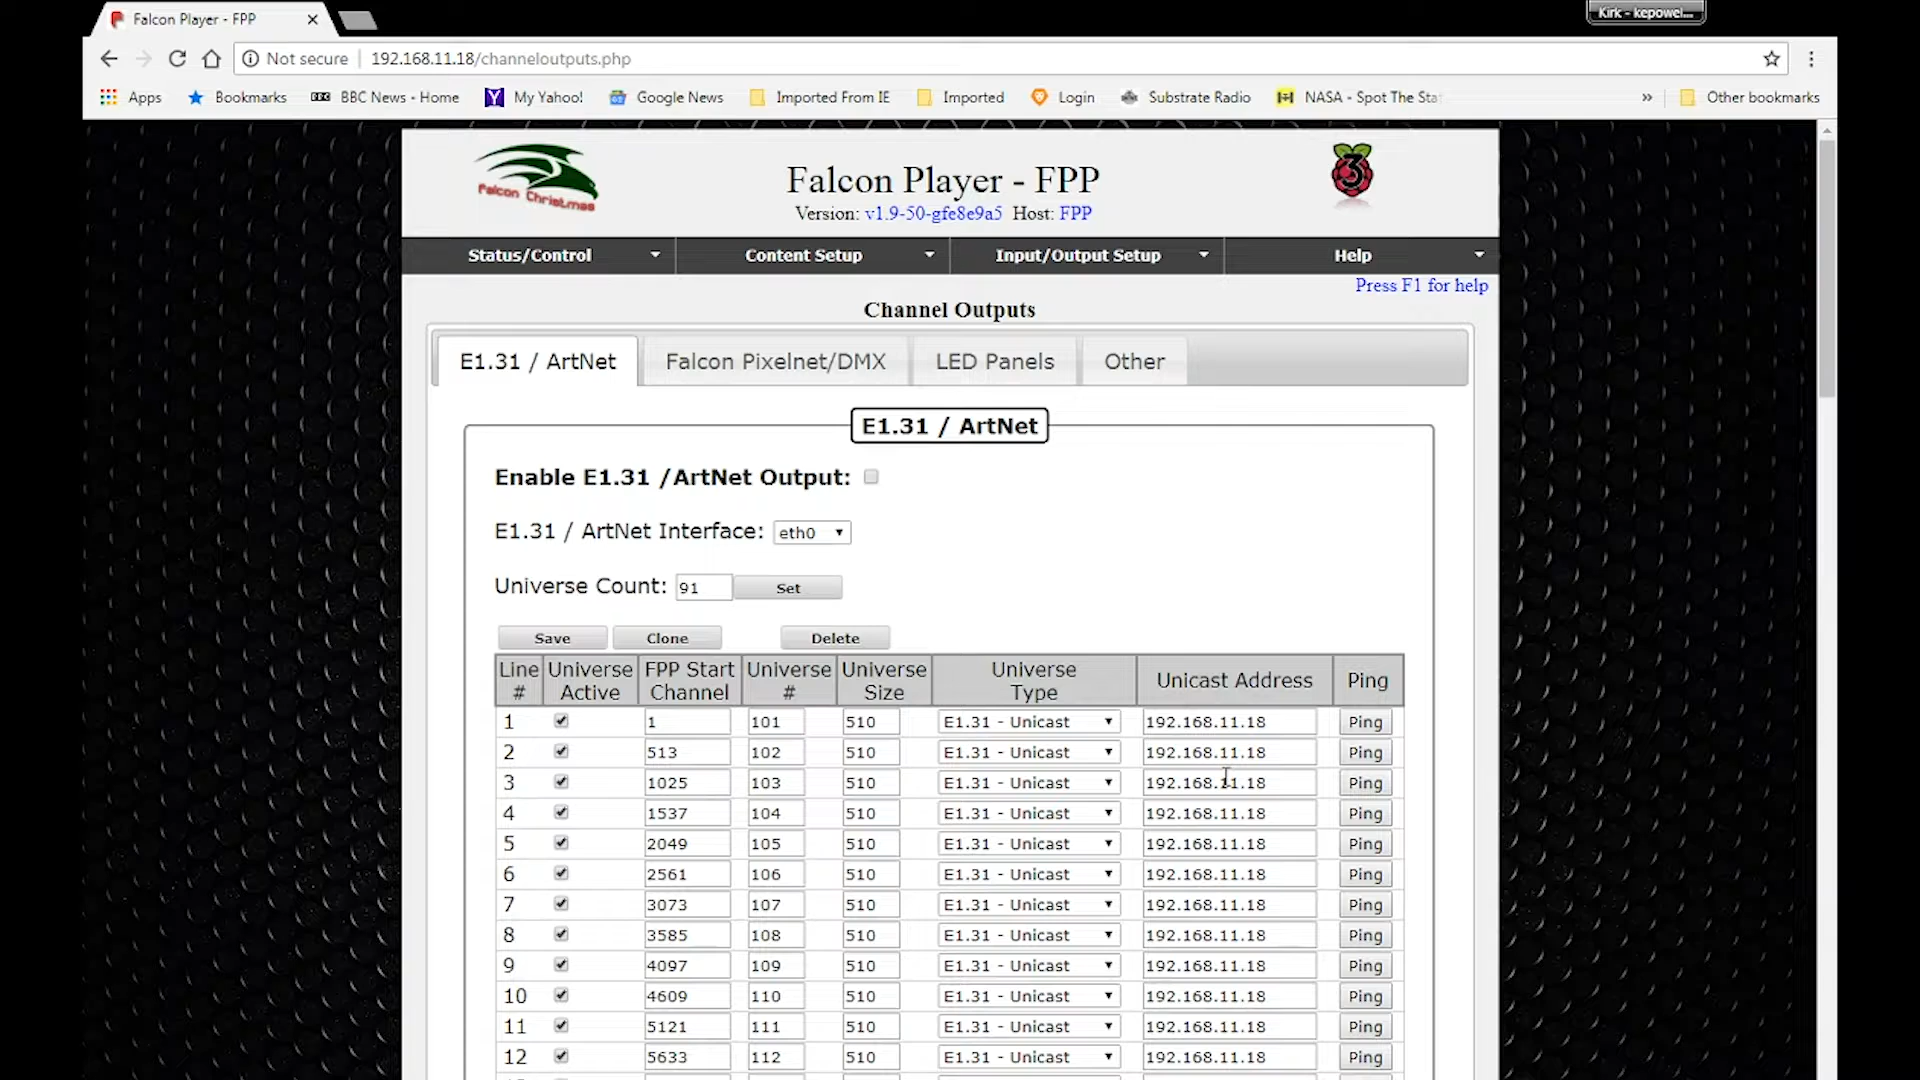 Falcon Player - FPP
Kirk - kepowel...
Not secure 192.168.11.18/channeloutputs.php
Apps Bookmarks BBC News - Home My Yahoo! Google News Imported From IE Imported Login Substrate Radio NASA - Spot The Sta » Other bookmarks
Falcon Christmas
Falcon Player - FPP
3
Version: v1.9-50-gfe8e9a5 Host: FPP
Status/Control Content Setup Input/Output Setup Help
Press F1 for help
Channel Outputs
E1.31 / ArtNet Falcon Pixelnet/DMX LED Panels Other
E1.31 / ArtNet
Enable E1.31 /ArtNet Output:
E1.31 / ArtNet Interface: eth0
Universe Count: 91 Set
Save Clone Delete
Line # Universe Active FPP Start Channel Universe # Universe Size Universe Type Unicast Address Ping
1 1 101 510 E1.31 - Unicast 192.168.11.18 Ping
2 513 102 510 E1.31 - Unicast 192.168.11.18 Ping
3 1025 103 510 E1.31 - Unicast 192.168.11.18 Ping
4 1537 104 510 E1.31 - Unicast 192.168.11.18 Ping
5 2049 105 510 E1.31 - Unicast 192.168.11.18 Ping
6 2561 106 510 E1.31 - Unicast 192.168.11.18 Ping
7 3073 107 510 E1.31 - Unicast 192.168.11.18 Ping
8 3585 108 510 E1.31 - Unicast 192.168.11.18 Ping
9 4097 109 510 E1.31 - Unicast 192.168.11.18 Ping
10 4609 110 510 E1.31 - Unicast 192.168.11.18 Ping
11 5121 111 510 E1.31 - Unicast 192.168.11.18 Ping
12 5633 112 510 E1.31 - Unicast 192.168.11.18 Ping